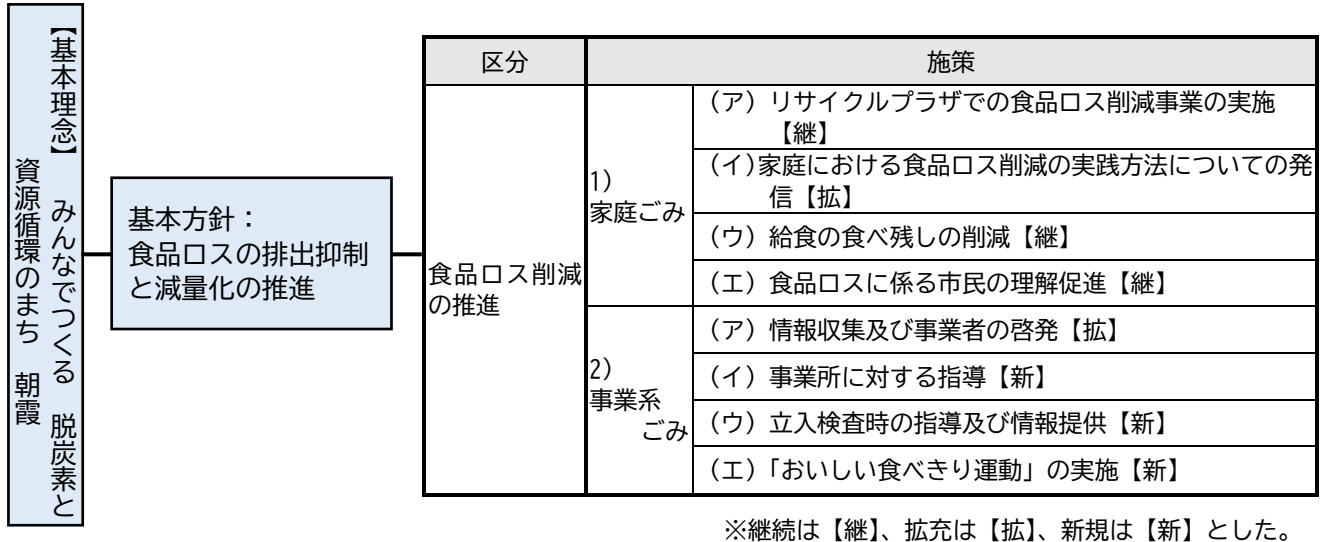 【基本理念】 みんなでつくる 脱炭素と
資源循環のまち 朝霞
基本方針：
食品ロスの排出抑制
と減量化の推進
区分
施策
食品ロス削減
の推進
1）
家庭ごみ
（ア）リサイクルプラザでの食品ロス削減事業の実施
【継】
（イ）家庭における食品ロス削減の実践方法についての発
信【拡】
（ウ）給食の食べ残しの削減【継】
（エ）食品ロスに係る市民の理解促進【継】
2）
事業系
ごみ
（ア）情報収集及び事業者の啓発【拡】
（イ）事業所に対する指導【新】
（ウ）立入検査時の指導及び情報提供【新】
（エ）「おいしい食べきり運動」の実施【新】
※継続は【継】、拡充は【拡】、新規は【新】とした。